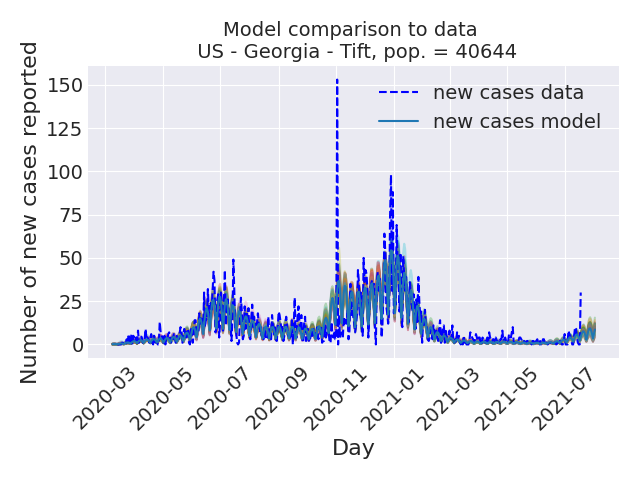 Model comparison to data
US - Georgia - Tift, pop. = 40644
Number of new cases reported
150
125
100
75
50
25
0
new cases data
new cases model
2020-03
2020-05
2020-07
2020-09
2020-11
2021-01
2021-03
2021-05
2021-07
Day